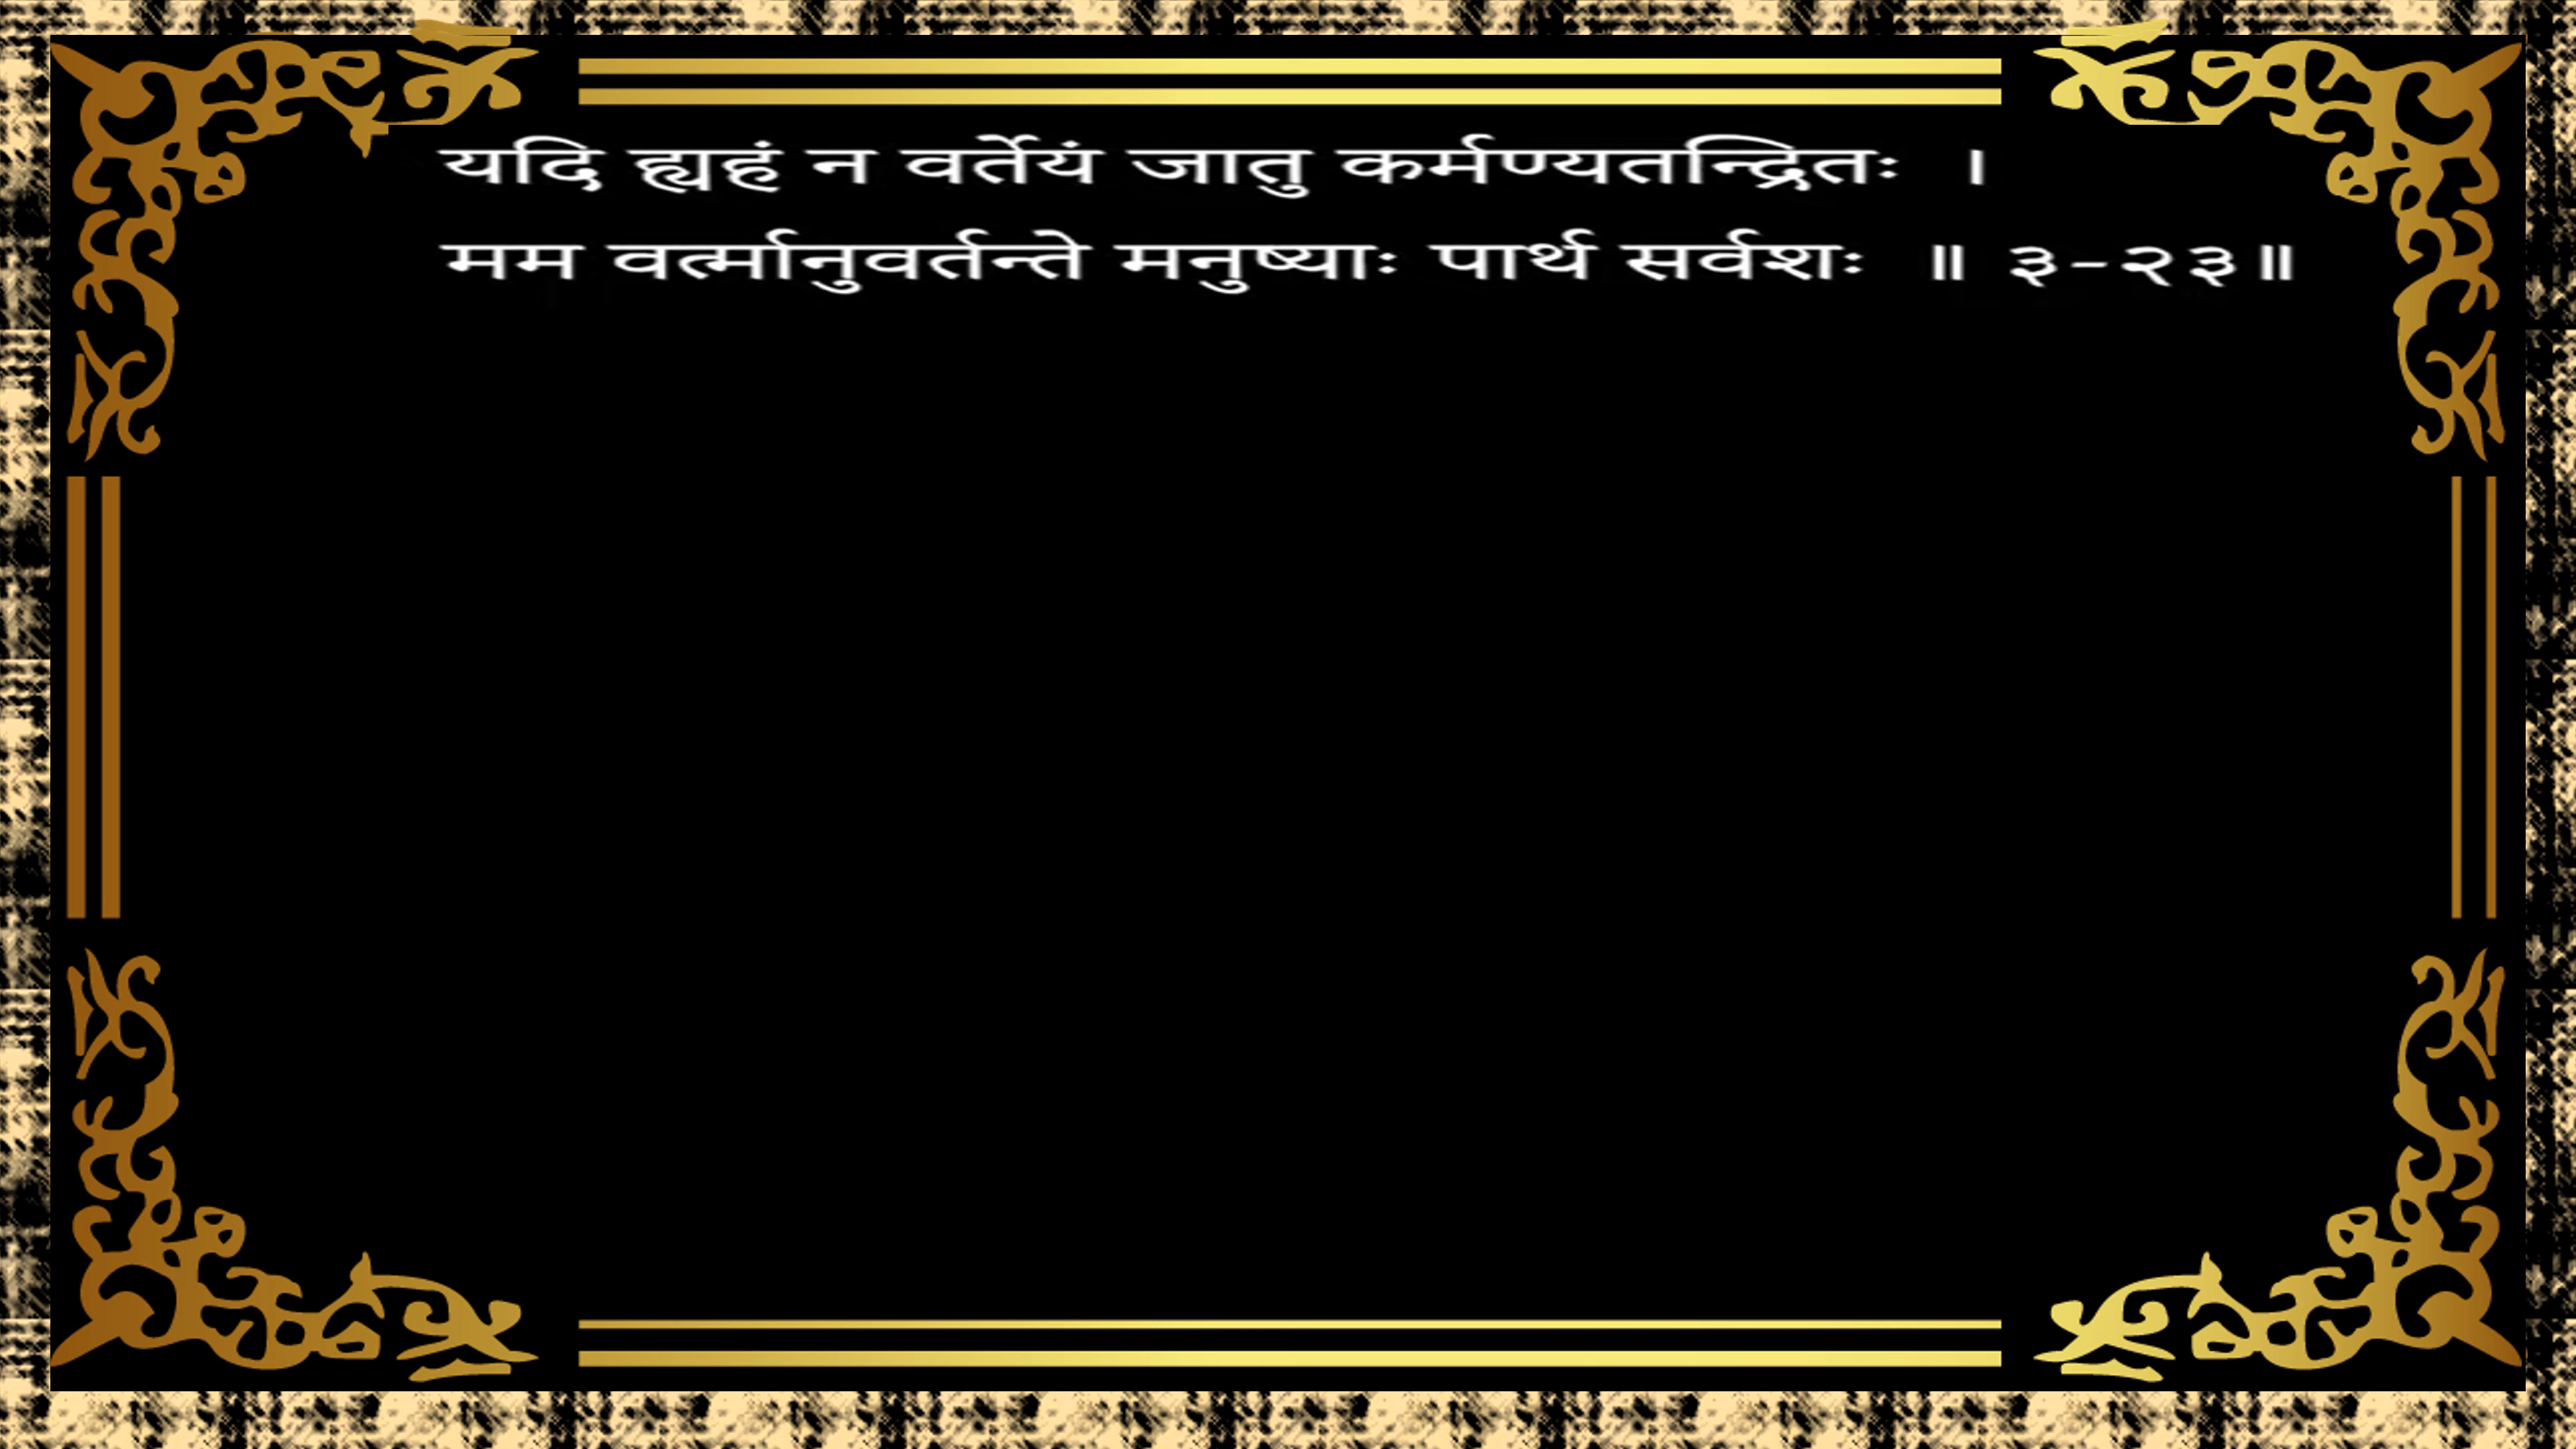 यदि ह्यहं न वर्तेयं जातु कर्मण्यतन्द्रितः ।
मम वर्त्मानुवर्तन्ते मनुष्याः पार्थ सर्वशः ॥ ३-२३॥